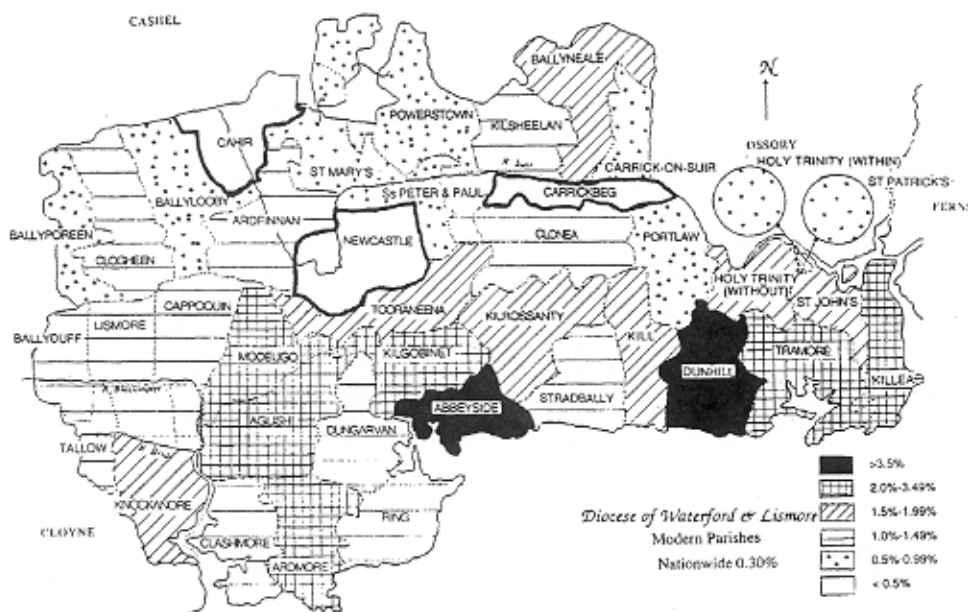 CASHEL
BALLYNEALE
N
POWERSTOWN
KILSHEELAN
OSSORY
CAHIR
HOLY TRINITY (WITHIN)
ST MARY'S
R Suir
CARRICK-ON-SUIR
ST PATRICK'S
Ss PETER & PAUL
CARRICKBEG
BALLYLOOBY
FERNS
ARDFINNAN
BALLYPOREEN
NEWCASTLE
CLONEA
PORTLAW
CLOGHEEN
HOLY TRINITY
(WITHOUT)
ST JOHN'S
CAPPOQUIN
TOORANEENA
KILROSSANTY
LISMORE
BALLYDUFF
KILL
MODELIGO
KILGOBINET
TRAMORE
DUNHILL
KILLEA
ABBEYSIDE
STRADBALLY
AGLISH
DUNGARVAN
TALLOW
KNOCKANORE
RING
CLOYNE
CLASHMORE
ARDMORE
Diocese of Waterford & Lismore
Modern Parishes
Nationwide 0.30%
>3.5%
2.0%-3.49%
1.5%-1.99%
1.0%-1.49%
0.5%-0.99%
< 0.5%